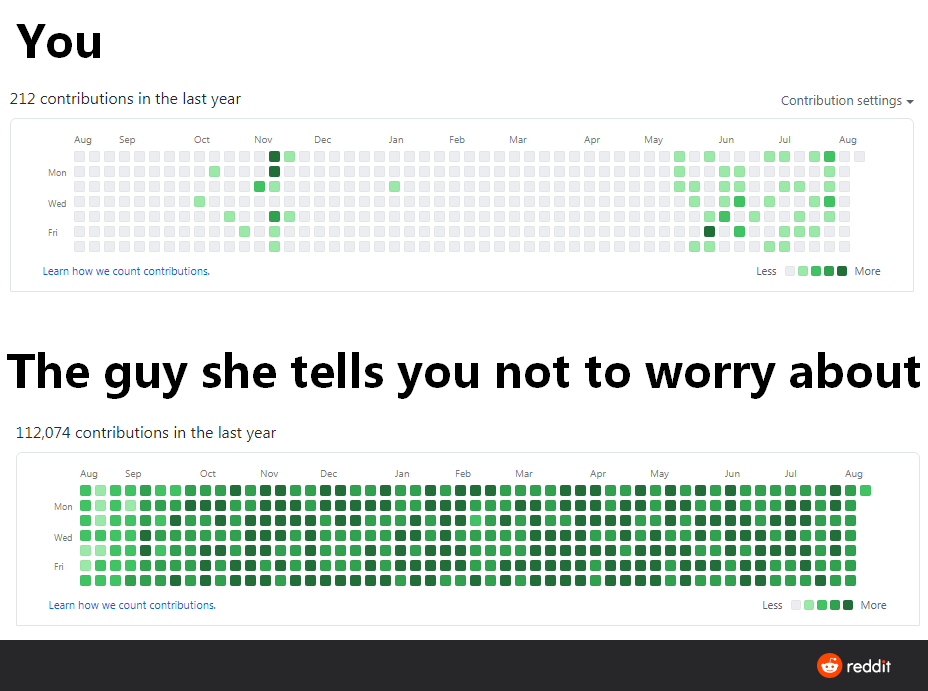 You
212 contributions in the last year
Contribution settings
Aug Sep Oct Nov Dec Jan Feb Mar Apr May Jun Jul Aug
Mon
Wed
Fri
Learn how we count contributions.
Less More
The guy she tells you not to worry about
112,074 contributions in the last year
Aug Sep Oct Nov Dec Jan Feb Mar Apr May Jun Jul Aug
Mon
Wed
Fri
Learn how we count contributions.
Less More
reddit